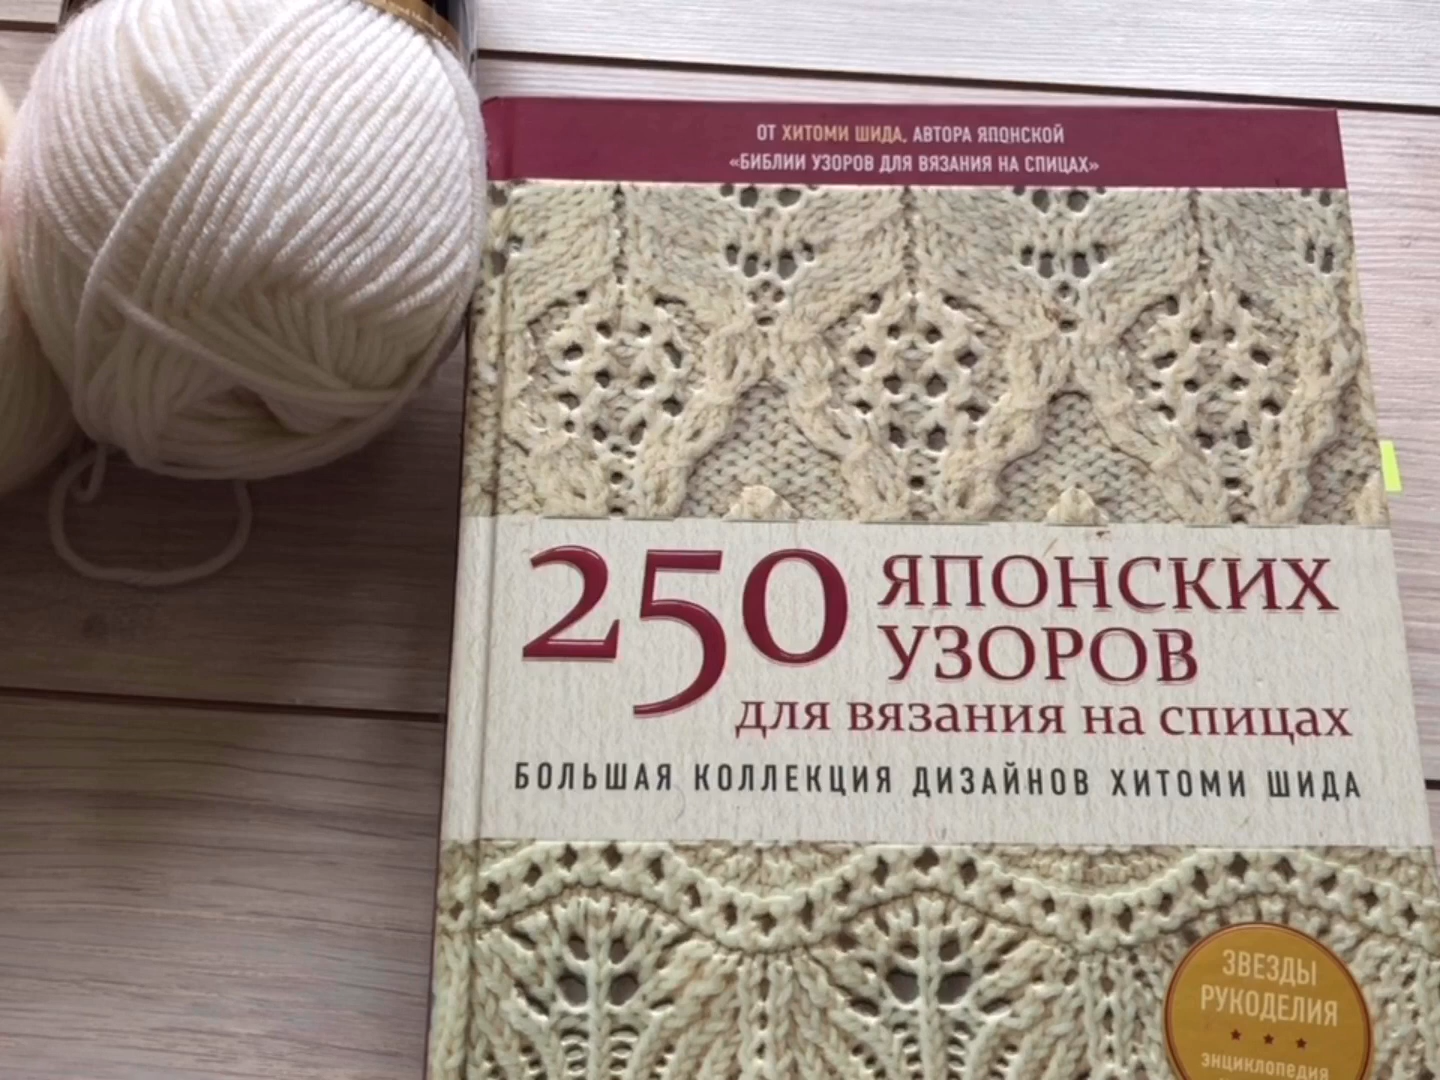 ОТ ХИТОМИ ШИДА, АВТОРА ЯПОНСКОЙ
«БИБЛИИ УЗОРОВ ДЛЯ ВЯЗАНИЯ НА СПИЦАХ»
250 ЯПОНСКИХ
УЗОРОВ
для вязания на спицах
БОЛЬШАЯ КОЛЛЕКЦИЯ ДИЗАЙНОВ ХИТОМИ ШИДА
ЗВЕЗДЫ
РУКОДЕЛИЯ
энциклопедия